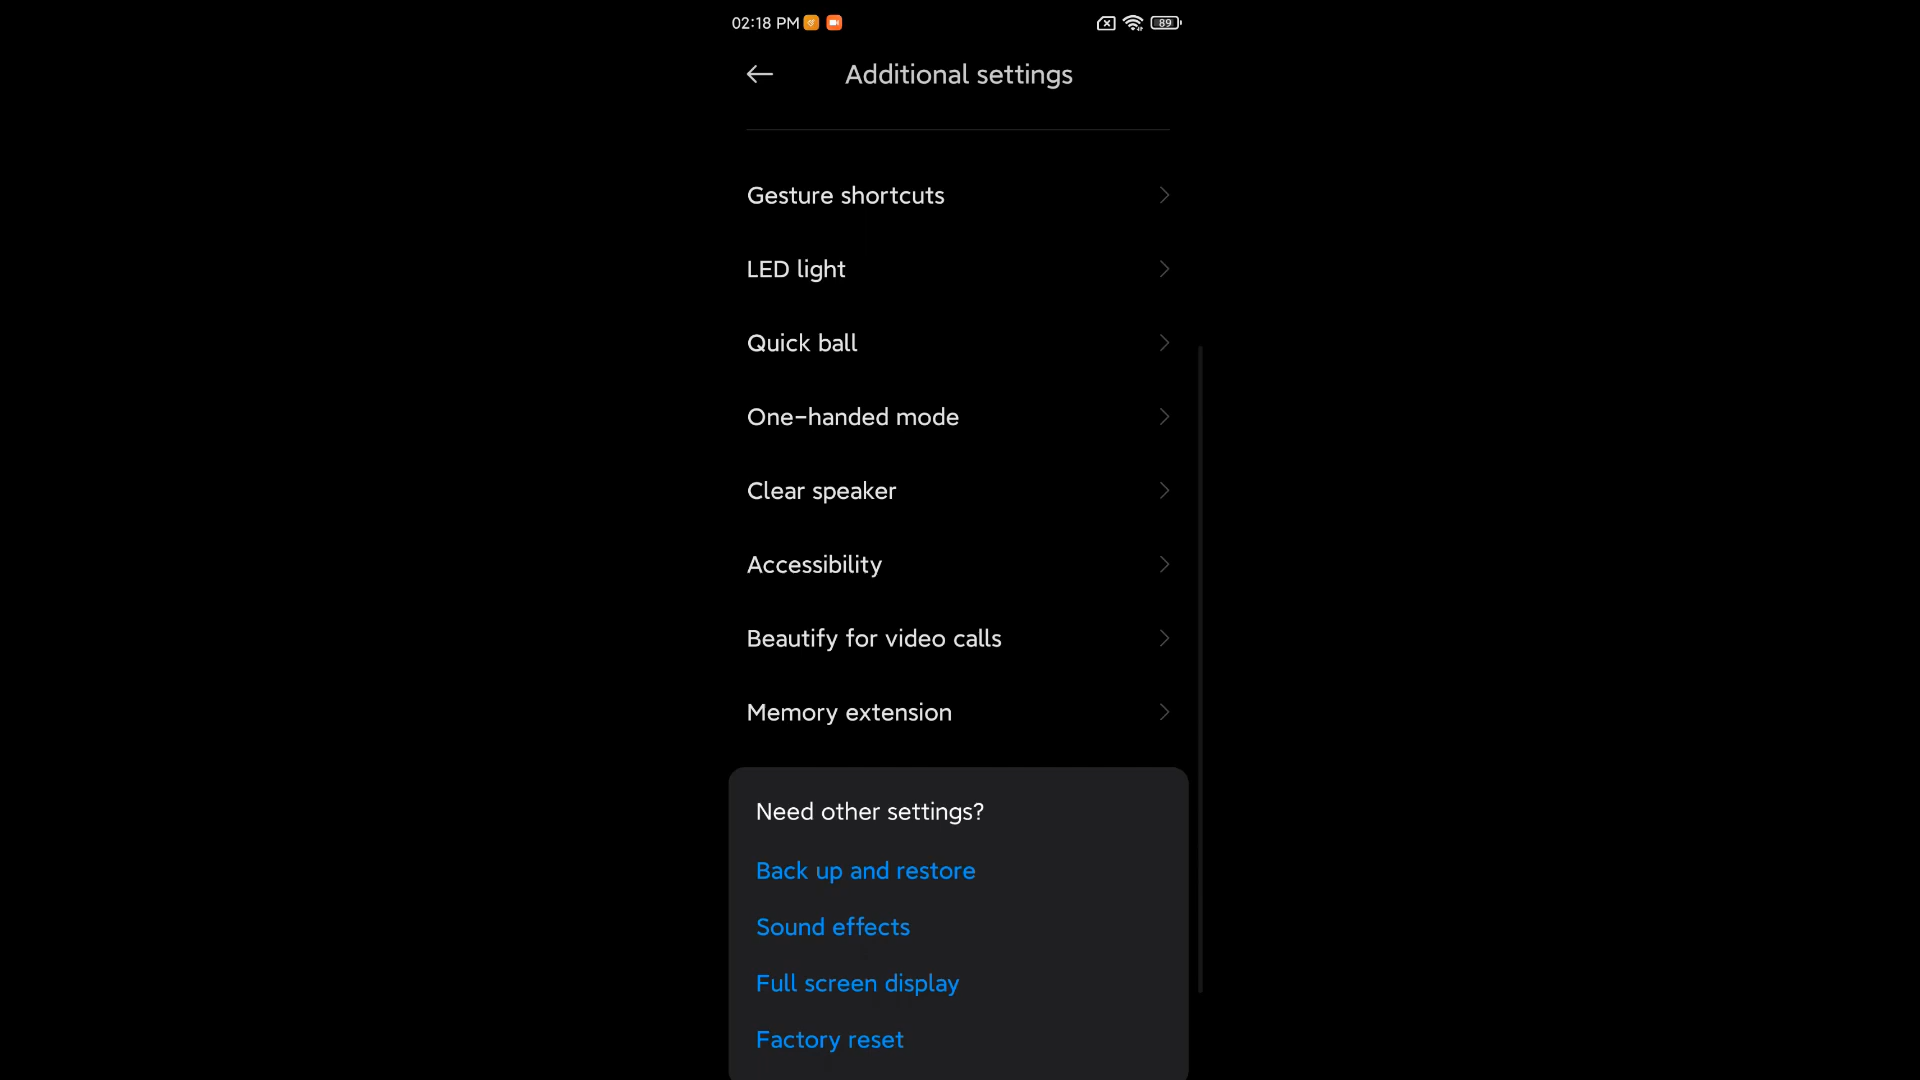 02:18 PM 89
Additional settings
Gesture shortcuts
LED light
Quick ball
One-handed mode
Clear speaker
Accessibility
Beautify for video calls
Memory extension
Need other settings?
Back up and restore
Sound effects
Full screen display
Factory reset